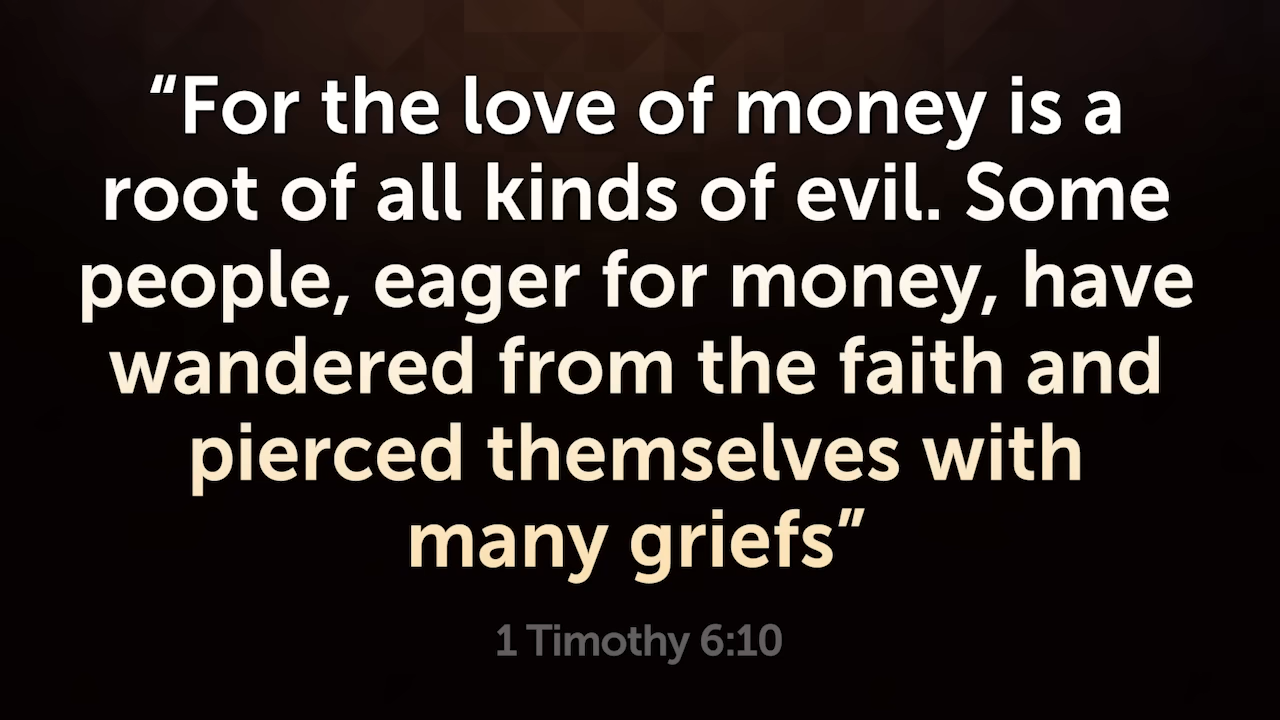 “For the love of money is a
root of all kinds of evil. Some
people, eager for money, have
wandered from the faith and
pierced themselves with
many griefs”
1 Timothy 6:10